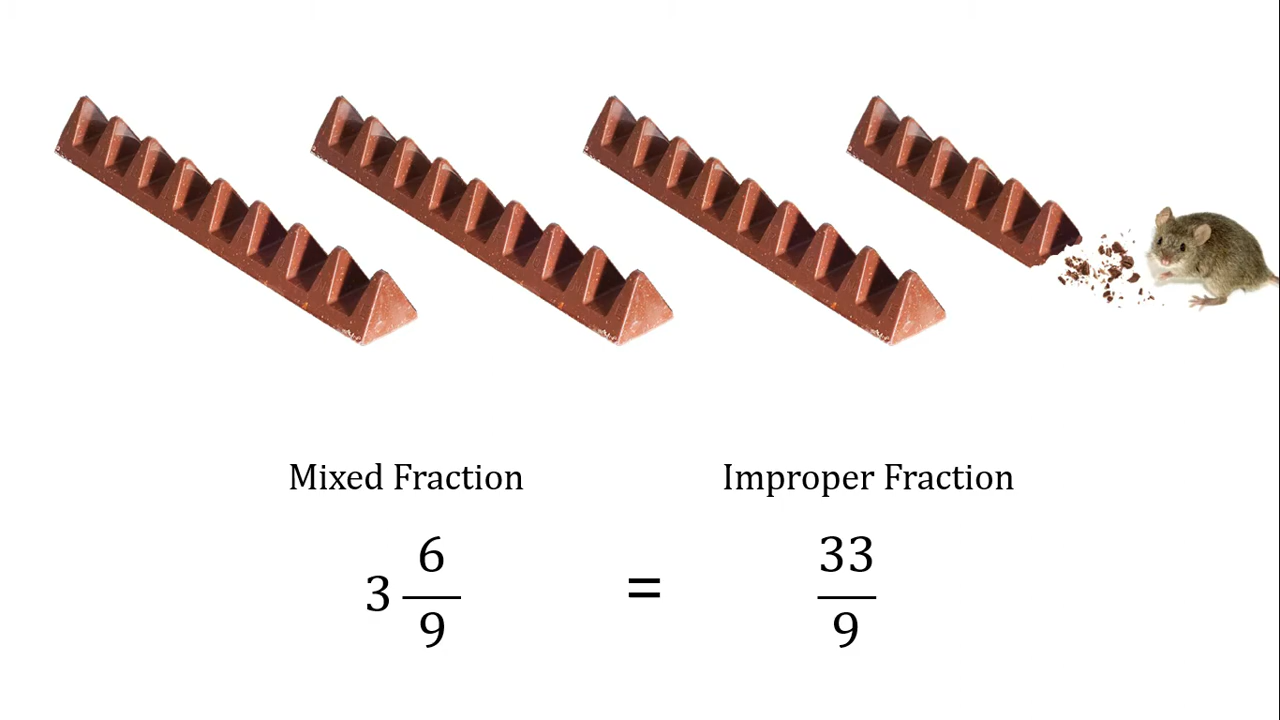 Mixed Fraction
Improper Fraction
3 6/9 = 33/9